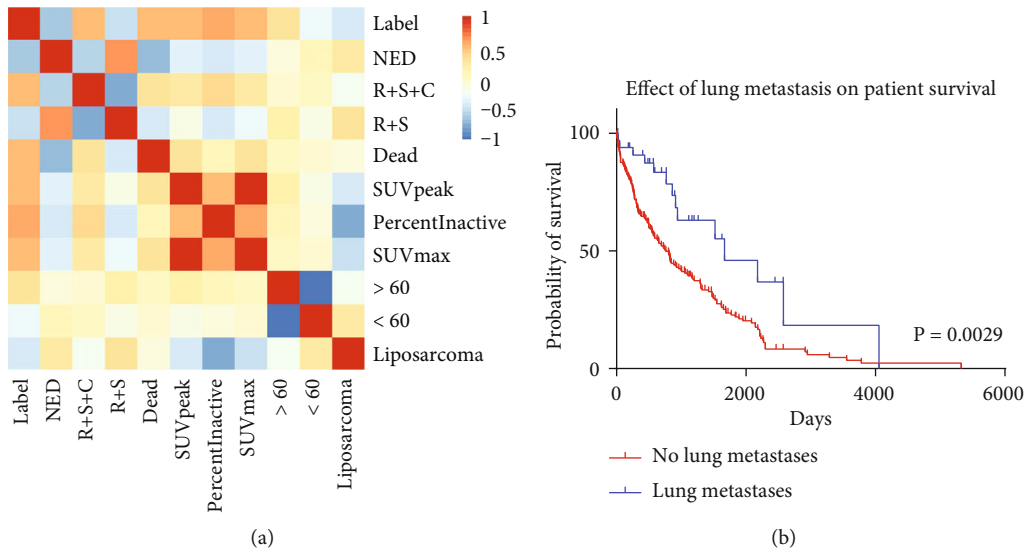 Label
NED
R+S+C
R+S
Dead
SUVpeak
PercentInactive
SUVmax
> 60
< 60
Liposarcoma
1
0.5
0
−0.5
−1
Label
NED
R+S+C
R+S
Dead
SUVpeak
PercentInactive
SUVmax
> 60
< 60
Liposarcoma
(a)
Effect of lung metastasis on patient survival
Probability of survival
100
50
0
P = 0.0029
0
2000
4000
6000
Days
No lung metastases
Lung metastases
(b)